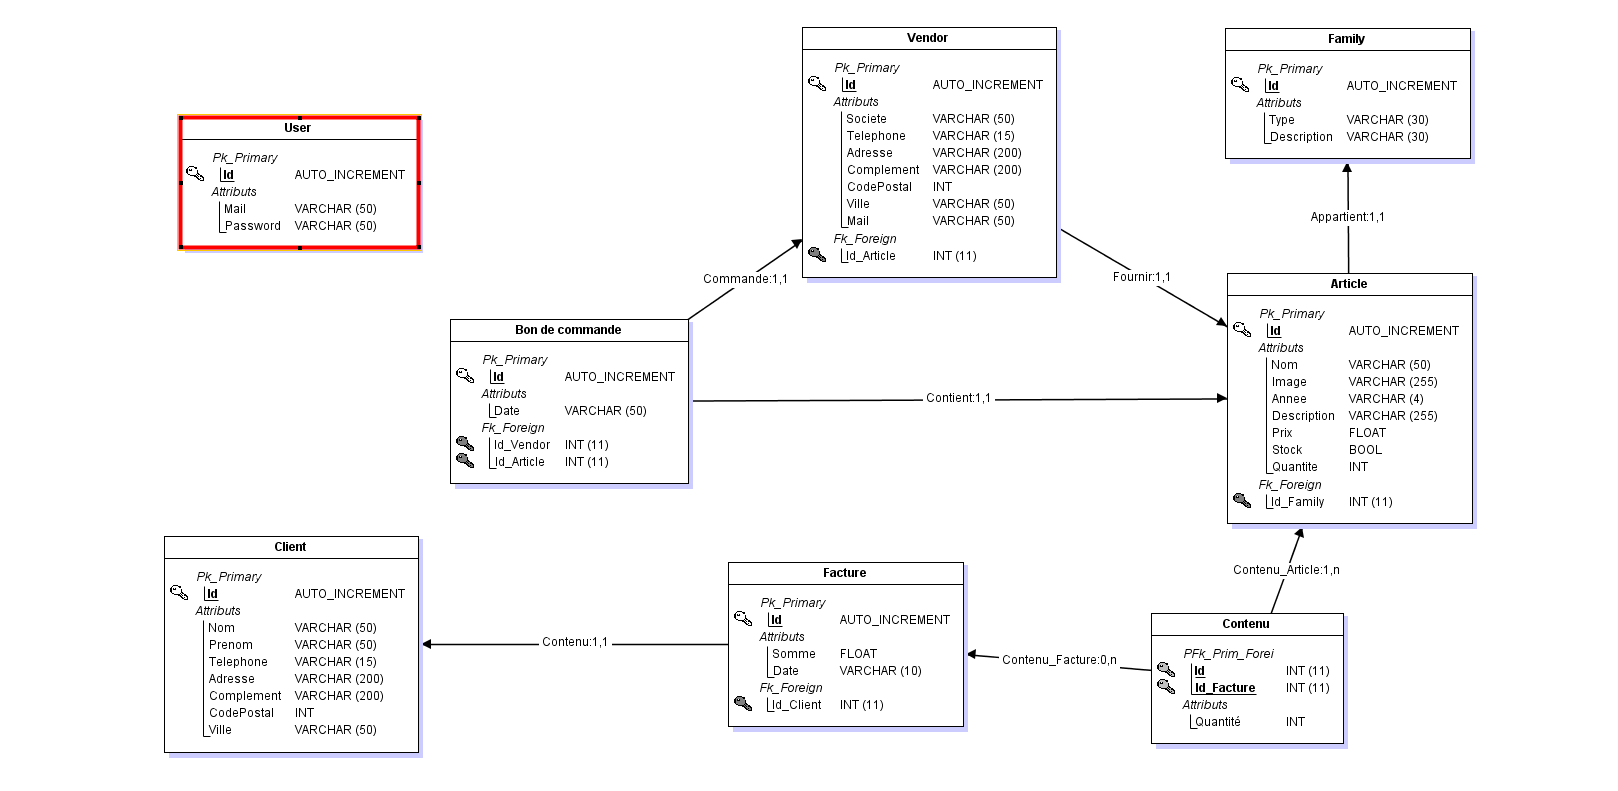 Vendor
Pk_Primary
Id AUTO_INCREMENT
Attributs
Societe VARCHAR (50)
Telephone VARCHAR (15)
Adresse VARCHAR (200)
Complement VARCHAR (200)
CodePostal INT
Ville VARCHAR (50)
Mail VARCHAR (50)
Fk_Foreign
Id_Article INT (11)
Family
Pk_Primary
Id AUTO_INCREMENT
Attributs
Type VARCHAR (30)
Description VARCHAR (30)
User
Pk_Primary
Id AUTO_INCREMENT
Attributs
Mail VARCHAR (50)
Password VARCHAR (50)
Appartient:1,1
Commande:1,1
Fournir:1,1
Article
Pk_Primary
Id AUTO_INCREMENT
Attributs
Nom VARCHAR (50)
Image VARCHAR (255)
Annee VARCHAR (4)
Description VARCHAR (255)
Prix FLOAT
Stock BOOL
Quantite INT
Fk_Foreign
Id_Family INT (11)
Bon de commande
Pk_Primary
Id AUTO_INCREMENT
Attributs
Date VARCHAR (50)
Fk_Foreign
Id_Vendor INT (11)
Id_Article INT (11)
Contient:1,1
Client
Pk_Primary
Id AUTO_INCREMENT
Attributs
Nom VARCHAR (50)
Prenom VARCHAR (50)
Telephone VARCHAR (15)
Adresse VARCHAR (200)
Complement VARCHAR (200)
CodePostal INT
Ville VARCHAR (50)
Contenu:1,1
Facture
Pk_Primary
Id AUTO_INCREMENT
Attributs
Somme FLOAT
Date VARCHAR (10)
Fk_Foreign
Id_Client INT (11)
Contenu_Facture:0,n
Contenu_Article:1,n
Contenu
PFk_Prim_Forei
Id INT (11)
Id_Facture INT (11)
Attributs
Quantité INT